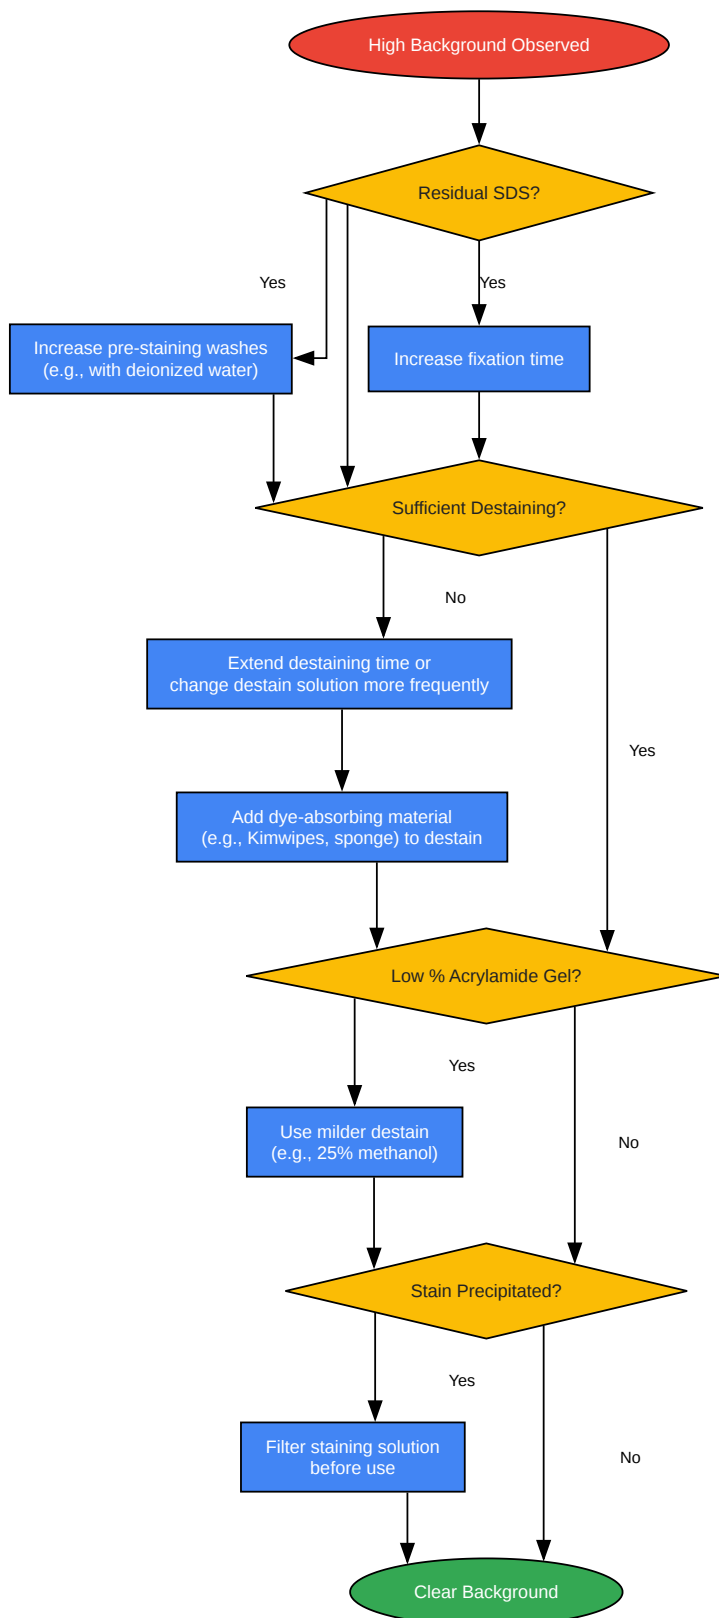 High Background Observed
Residual SDS?
Yes
Yes
Increase pre-staining washes
(e.g., with deionized water)
Increase fixation time
Sufficient Destaining?
No
Extend destaining time or
change destain solution more frequently
Yes
Add dye-absorbing material
(e.g., Kimwipes, sponge) to destain
Low % Acrylamide Gel?
Yes
Use milder destain
(e.g., 25% methanol)
No
Stain Precipitated?
Yes
Filter staining solution
before use
No
Clear Background